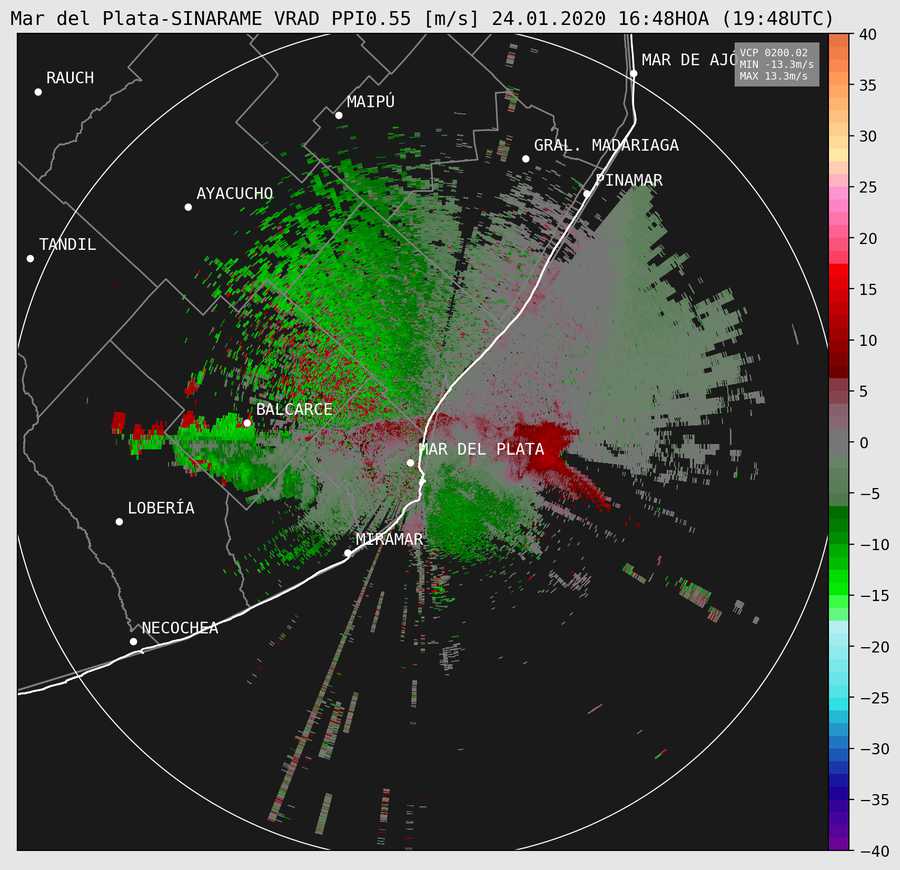 Mar del Plata-SINARAME VRAD PPI0.55 [m/s] 24.01.2020 16:48HOA (19:48UTC)
VCP 0200.02
MIN -13.3m/s
MAX 13.3m/s
MAR DE AJÓ
RAUCH
MAIPÚ
GRAL. MADARIAGA
PINAMAR
AYACUCHO
TANDIL
BALCARCE
MAR DEL PLATA
LOBERÍA
MIRAMAR
NECOCHEA
40
35
30
25
20
15
10
5
0
−5
−10
−15
−20
−25
−30
−35
−40